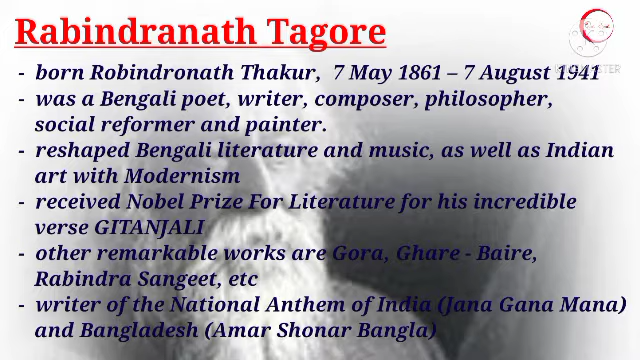 Rabindranath Tagore
- born Robindronath Thakur, 7 May 1861 – 7 August 1941
- was a Bengali poet, writer, composer, philosopher,
social reformer and painter.
- reshaped Bengali literature and music, as well as Indian
art with Modernism
- received Nobel Prize For Literature for his incredible
verse GITANJALI
- other remarkable works are Gora, Ghare - Baire,
Rabindra Sangeet, etc
- writer of the National Anthem of India (Jana Gana Mana)
and Bangladesh (Amar Shonar Bangla)